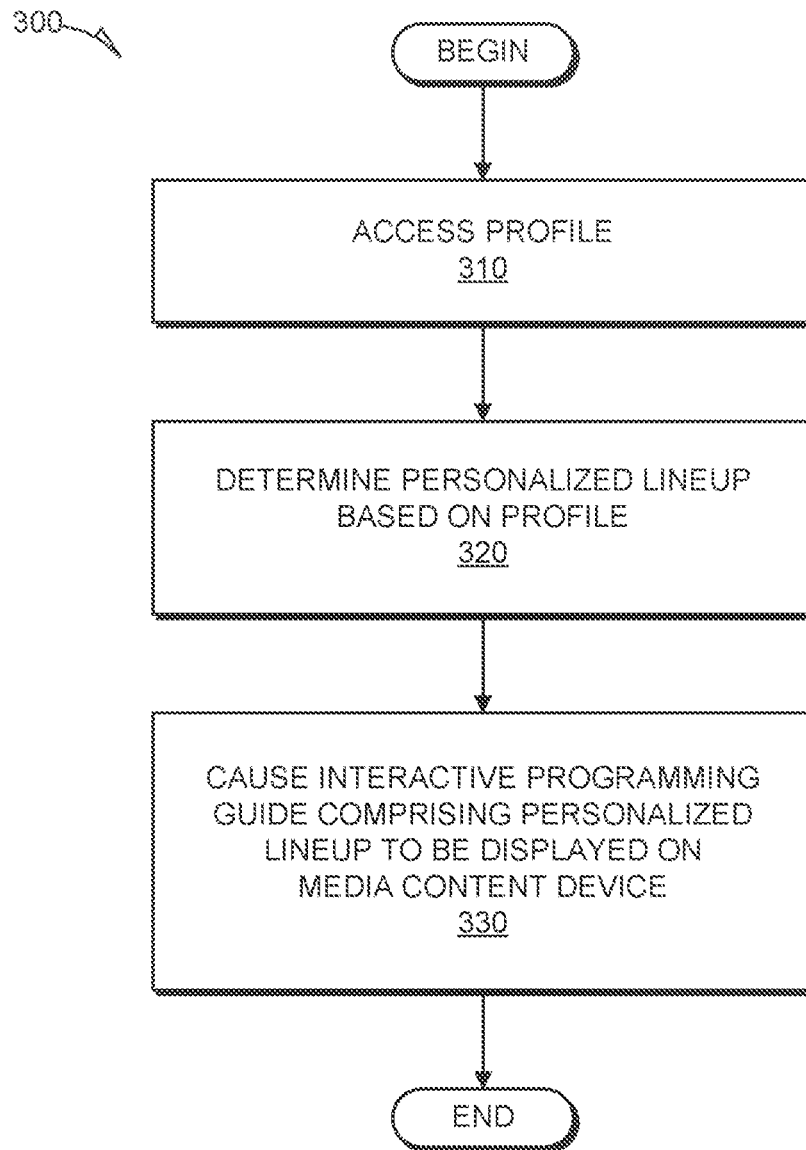 300
BEGIN
ACCESS PROFILE
310
DETERMINE PERSONALIZED LINEUP
BASED ON PROFILE
320
CAUSE INTERACTIVE PROGRAMMING
GUIDE COMPRISING PERSONALIZED
LINEUP TO BE DISPLAYED ON
MEDIA CONTENT DEVICE
330
END